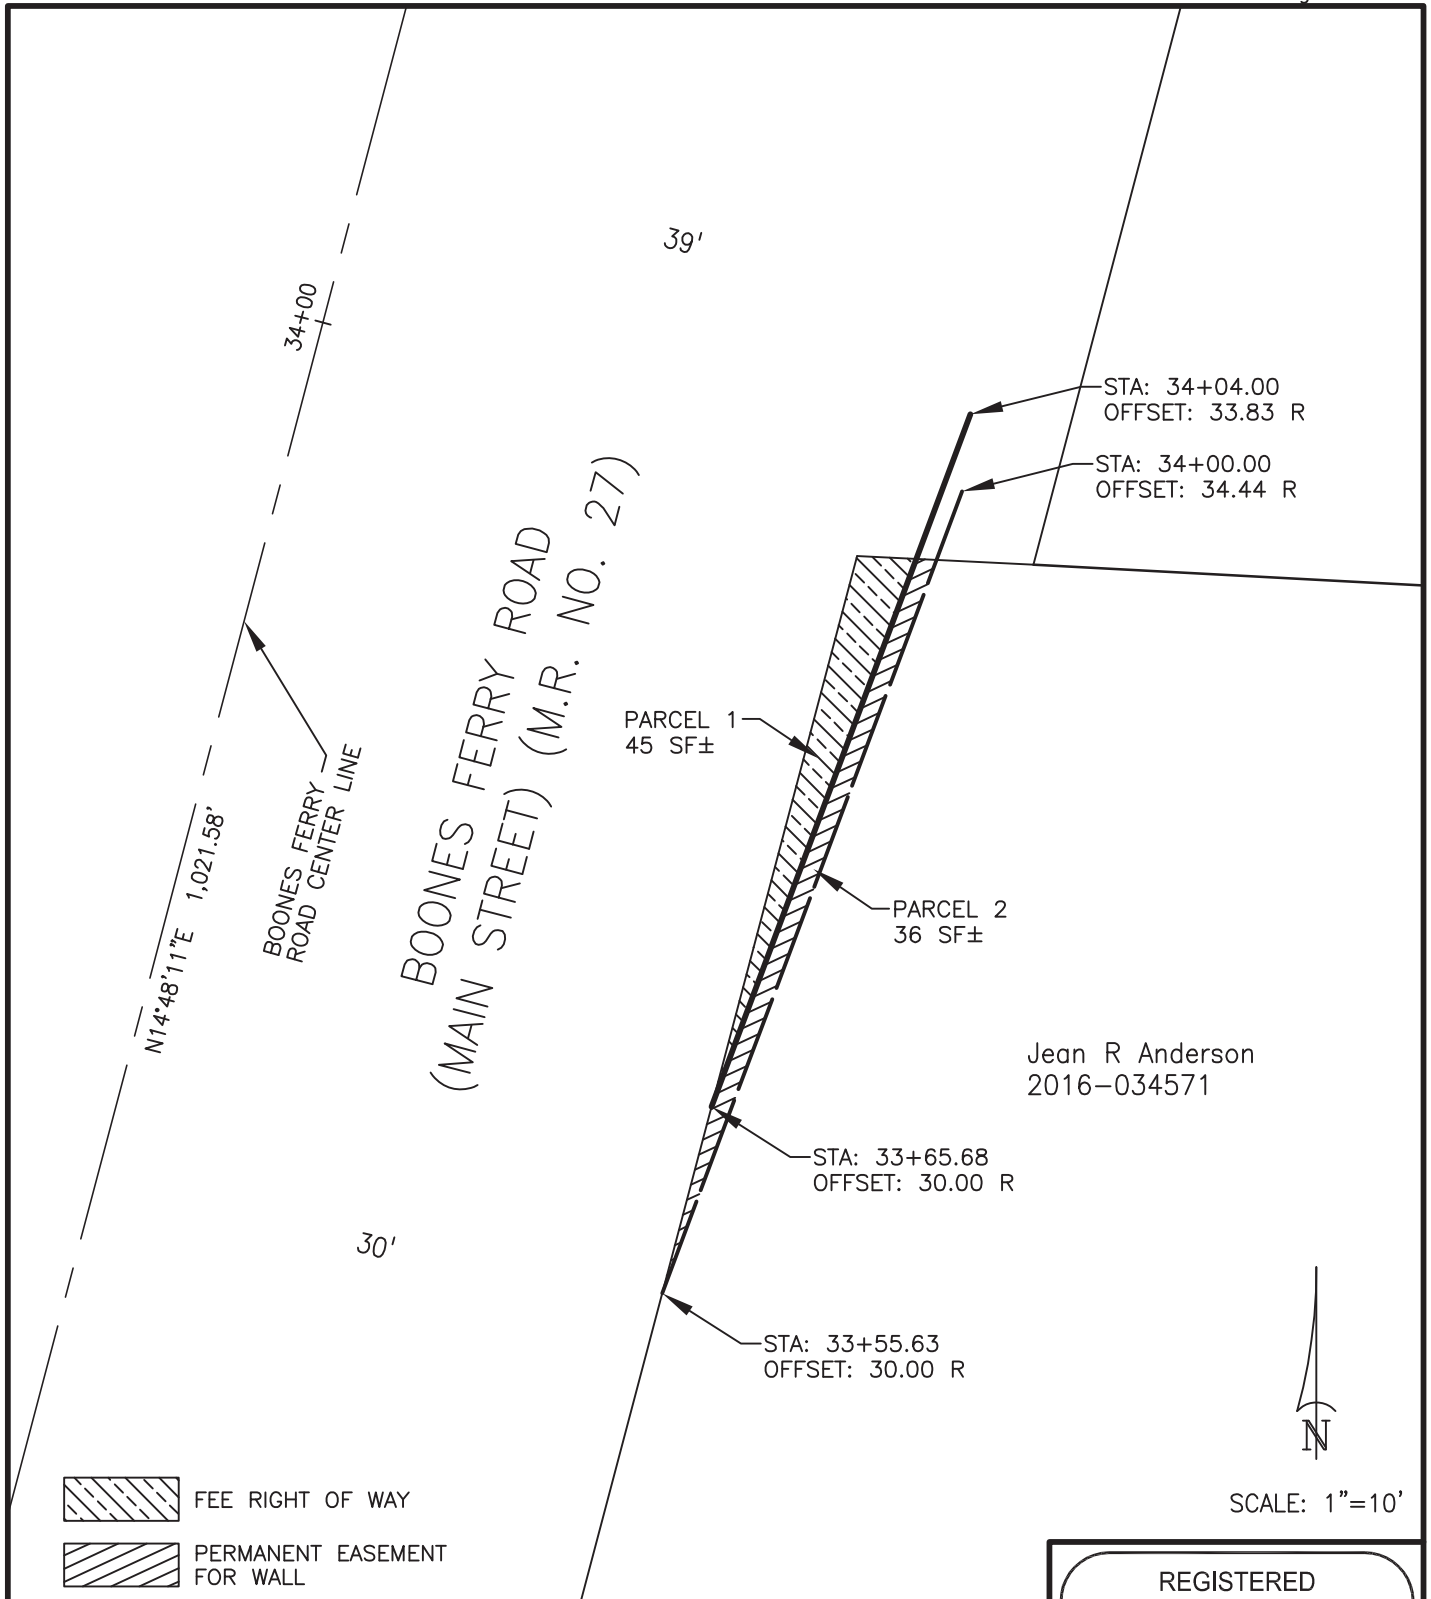 39'
34+00
STA: 34+04.00
OFFSET: 33.83 R
STA: 34+00.00
OFFSET: 34.44 R
BOONES FERRY ROAD
(MAIN STREET) (M.R. NO. 27)
PARCEL 1
45 SF±
BOONES FERRY
ROAD CENTER LINE
N14°48'11"E 1,021.58'
PARCEL 2
36 SF±
Jean R Anderson
2016-034571
STA: 33+65.68
OFFSET: 30.00 R
30'
STA: 33+55.63
OFFSET: 30.00 R
N
SCALE: 1"=10'
FEE RIGHT OF WAY
PERMANENT EASEMENT
FOR WALL
REGISTERED